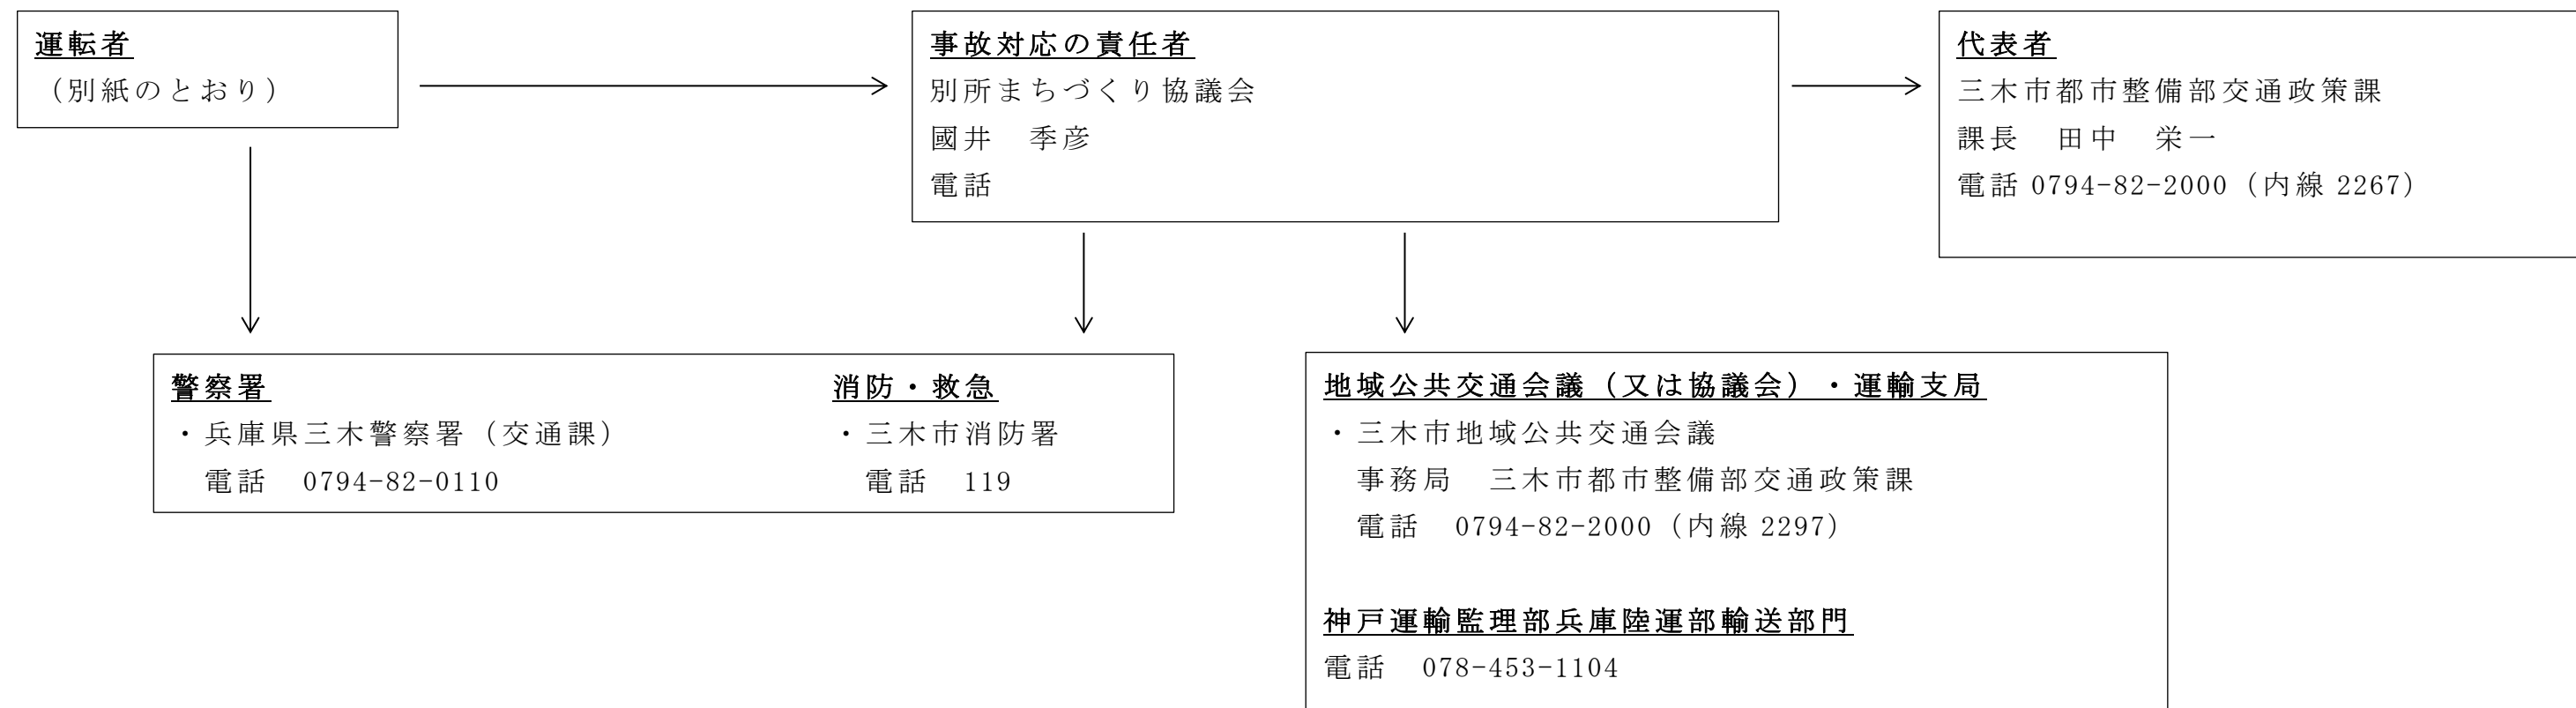 運転者
（別紙のとおり）
事故対応の責任者
別所まちづくり協議会
國井　季彦
電話
代表者
三木市都市整備部交通政策課
課長　田中　栄一
電話 0794-82-2000（内線 2267）
警察署
・兵庫県三木警察署（交通課）
電話　0794-82-0110
消防・救急
・三木市消防署
電話　119
地域公共交通会議（又は協議会）・運輸支局
・三木市地域公共交通会議
事務局　三木市都市整備部交通政策課
電話　0794-82-2000（内線 2297）
神戸運輸監理部兵庫陸運部輸送部門
電話　078-453-1104